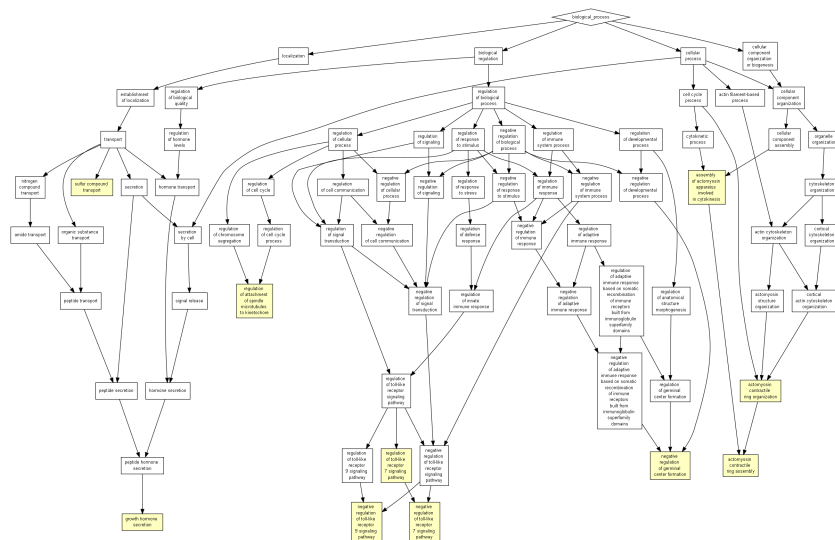 biological_process
localization
biological
regulation
cellular
process
cellular
component
organization
or biogenesis
establishment
of localization
regulation
of biological
quality
regulation
of biological
process
cell cycle
process
actin filament-based
process
cellular
component
organization
transport
regulation
of hormone
levels
regulation
of cellular
process
regulation
of signaling
regulation
of response
to stimulus
negative
regulation
of biological
process
regulation
of immune
system process
regulation
of developmental
process
cytokinetic
process
cellular
component
assembly
organelle
organization
nitrogen
compound
transport
sulfur compound
transport
secretion
hormone transport
regulation
of cell cycle
regulation
of cell communication
negative
regulation
of cellular
process
negative
regulation
of signaling
regulation
of response
to stress
negative
regulation
of response
to stimulus
regulation
of immune
response
negative
regulation
of immune
system process
negative
regulation
of developmental
process
assembly
of actomyosin
apparatus
involved
in cytokinesis
cytoskeleton
organization
amide transport
organic substance
transport
secretion
by cell
regulation
of chromosome
segregation
regulation
of cell cycle
process
regulation
of signal
transduction
negative
regulation
of cell communication
regulation
of defense
response
negative
regulation
of immune
response
regulation
of adaptive
immune response
actin cytoskeleton
organization
cortical
cytoskeleton
organization
peptide transport
signal release
regulation
of attachment
of spindle
microtubules
to kinetochore
negative
regulation
of signal
transduction
regulation
of innate
immune response
negative
regulation
of adaptive
immune response
regulation
of adaptive
immune response
based on somatic
recombination
of immune
receptors
built from
immunoglobulin
superfamily
domains
regulation
of anatomical
structure
morphogenesis
actomyosin
structure
organization
cortical
actin cytoskeleton
organization
peptide secretion
hormone secretion
regulation
of toll-like
receptor
signaling
pathway
negative
regulation
of adaptive
immune response
based on somatic
recombination
of immune
receptors
built from
immunoglobulin
superfamily
domains
regulation
of germinal
center formation
actomyosin
contractile
ring organization
peptide hormone
secretion
regulation
of toll-like
receptor
9 signaling
pathway
regulation
of toll-like
receptor
7 signaling
pathway
negative
regulation
of toll-like
receptor
signaling
pathway
negative
regulation
of germinal
center formation
actomyosin
contractile
ring assembly
growth hormone
secretion
negative
regulation
of toll-like
receptor
9 signaling
pathway
negative
regulation
of toll-like
receptor
7 signaling
pathway